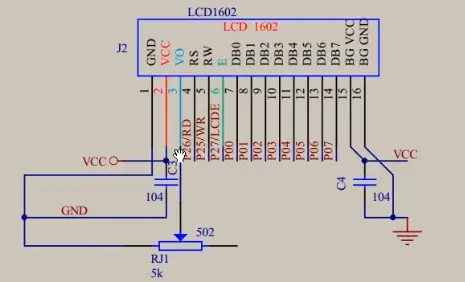 LCD1602
LCD 1602
J2
GND
VCC
VO
RS
RW
E
DB0
DB1
DB2
DB3
DB4
DB5
DB6
DB7
BG VCC
BG GND
1
2
3
4
5
6
7
8
9
10
11
12
13
14
15
16
P25/WR
P27/LCDE
P00
P01
P02
P03
P04
P05
P06
P07
VCC
VCC
C4
104
104
GND
502
RJ1
5k